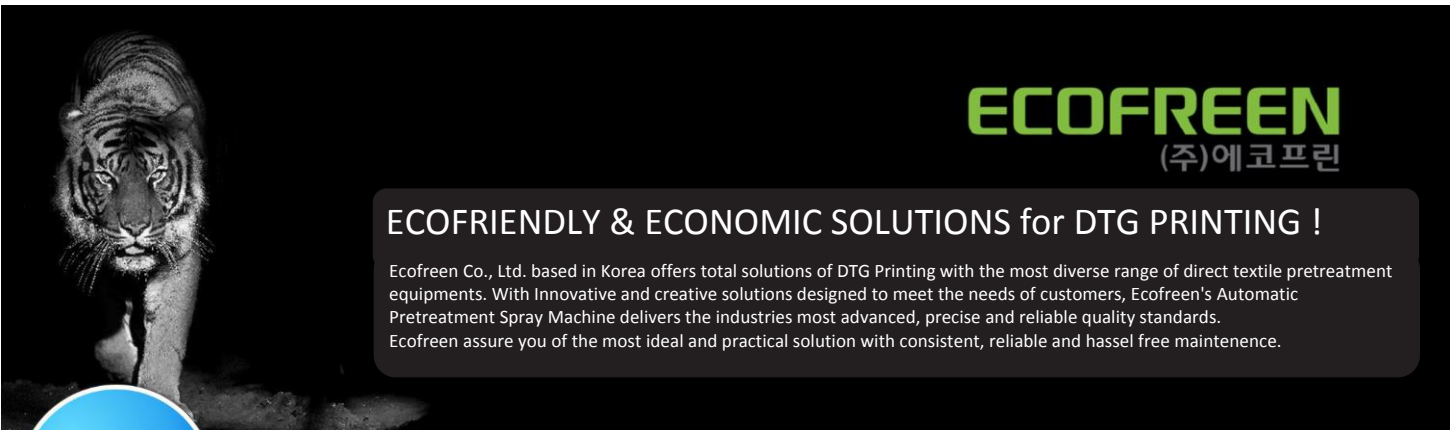 ECOFREEN
(주)에코프린
ECOFRIENDLY & ECONOMIC SOLUTIONS for DTG PRINTING !
Ecofreen Co., Ltd. based in Korea offers total solutions of DTG Printing with the most diverse range of direct textile pretreatment
equipments. With Innovative and creative solutions designed to meet the needs of customers, Ecofreen's Automatic
Pretreatment Spray Machine delivers the industries most advanced, precise and reliable quality standards.
Ecofreen assure you of the most ideal and practical solution with consistent, reliable and hassel free maintenence.